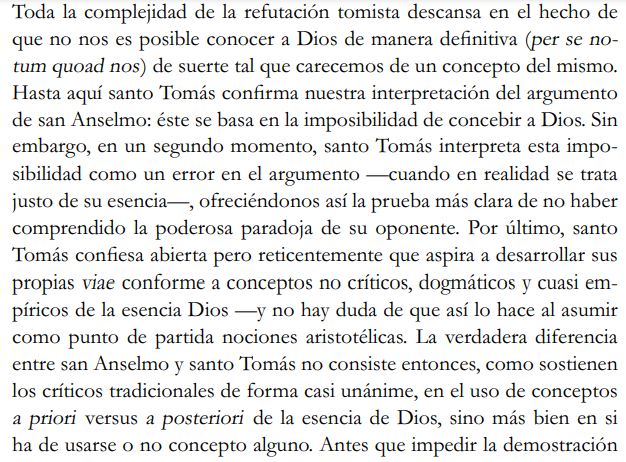 Toda la complejidad de la refutación tomista descansa en el hecho de
que no nos es posible conocer a Dios de manera definitiva (per se no-
tum quoad nos) de suerte tal que carecemos de un concepto del mismo.
Hasta aquí santo Tomás confirma nuestra interpretación del argumento
de san Anselmo: éste se basa en la imposibilidad de concebir a Dios. Sin
embargo, en un segundo momento, santo Tomás interpreta esta impo-
sibilidad como un error en el argumento —cuando en realidad se trata
justo de su esencia—, ofreciéndonos así la prueba más clara de no haber
comprendido la poderosa paradoja de su oponente. Por último, santo
Tomás confiesa abierta pero reticentemente que aspira a desarrollar sus
propias viae conforme a conceptos no críticos, dogmáticos y cuasi em-
píricos de la esencia Dios —y no hay duda de que así lo hace al asumir
como punto de partida nociones aristotélicas. La verdadera diferencia
entre san Anselmo y santo Tomás no consiste entonces, como sostienen
los críticos tradicionales de forma casi unánime, en el uso de conceptos
a priori versus a posteriori de la esencia de Dios, sino más bien en si
ha de usarse o no concepto alguno. Antes que impedir la demostración